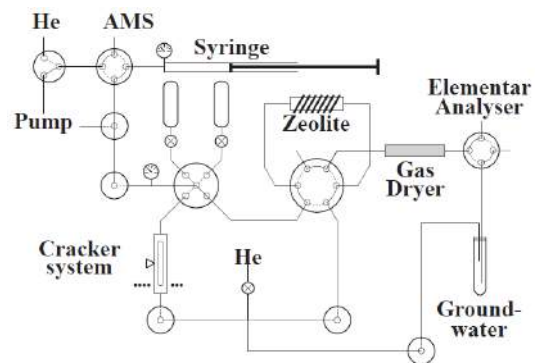 He
AMS
Syringe
Pump
Zeolite
Elementar
Analyser
Gas
Dryer
Cracker
system
He
Ground-
water